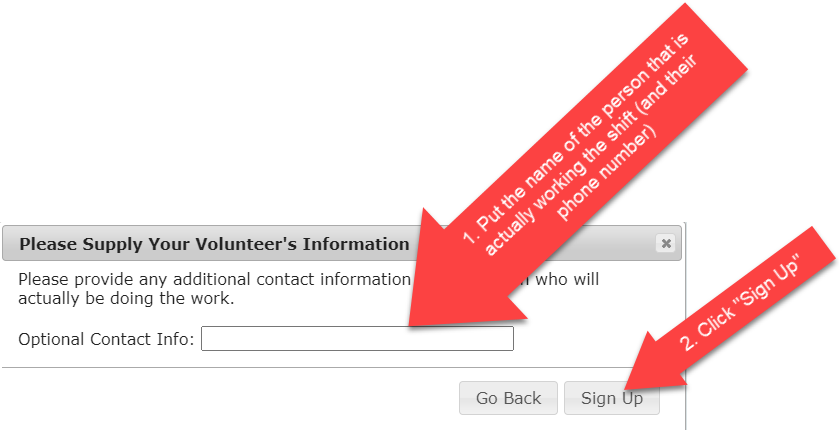 1. Put the name of the person that is
actually working the shift (and their
phone number)
Please Supply Your Volunteer's Information
Please provide any additional contact information who will
actually be doing the work.
2. Click "Sign Up"
Optional Contact Info:
Go Back
Sign Up